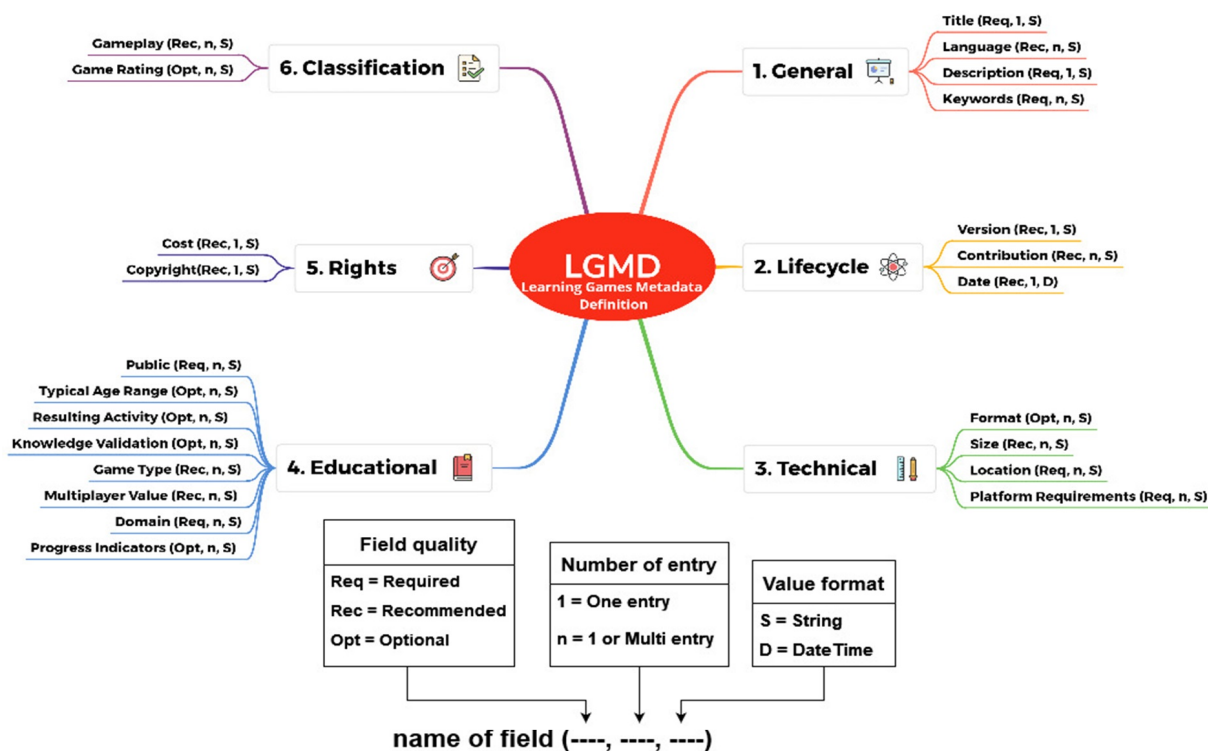 Title (Req, 1, S)
Language (Rec, n, S)
1. General
Description (Req, 1, S)
Keywords (Req, n, S)
Version (Rec, 1, S)
2. Lifecycle
Contribution (Rec, n, S)
Date (Rec, 1, D)
Format (Opt, n, S)
Size (Rec, n, S)
3. Technical
Location (Req, n, S)
Platform Requirements (Req, n, S)
Public (Req, n, S)
Typical Age Range (Opt, n, S)
Resulting Activity (Opt, n, S)
Knowledge Validation (Opt, n, S)
4. Educational
Game Type (Rec, n, S)
Multiplayer Value (Rec, n, S)
Domain (Req, n, S)
Progress Indicators (Opt, n, S)
Cost (Rec, 1, S)
5. Rights
Copyright(Rec, 1, S)
Gameplay (Rec, n, S)
6. Classification
Game Rating (Opt, n, S)
LGMD
Learning Games Metadata
Definition
Field quality
Req = Required
Rec = Recommended
Opt = Optional
Number of entry
1 = One entry
n = 1 or Multi entry
Value format
S = String
D = DateTime
name of field (----, ----, ----)